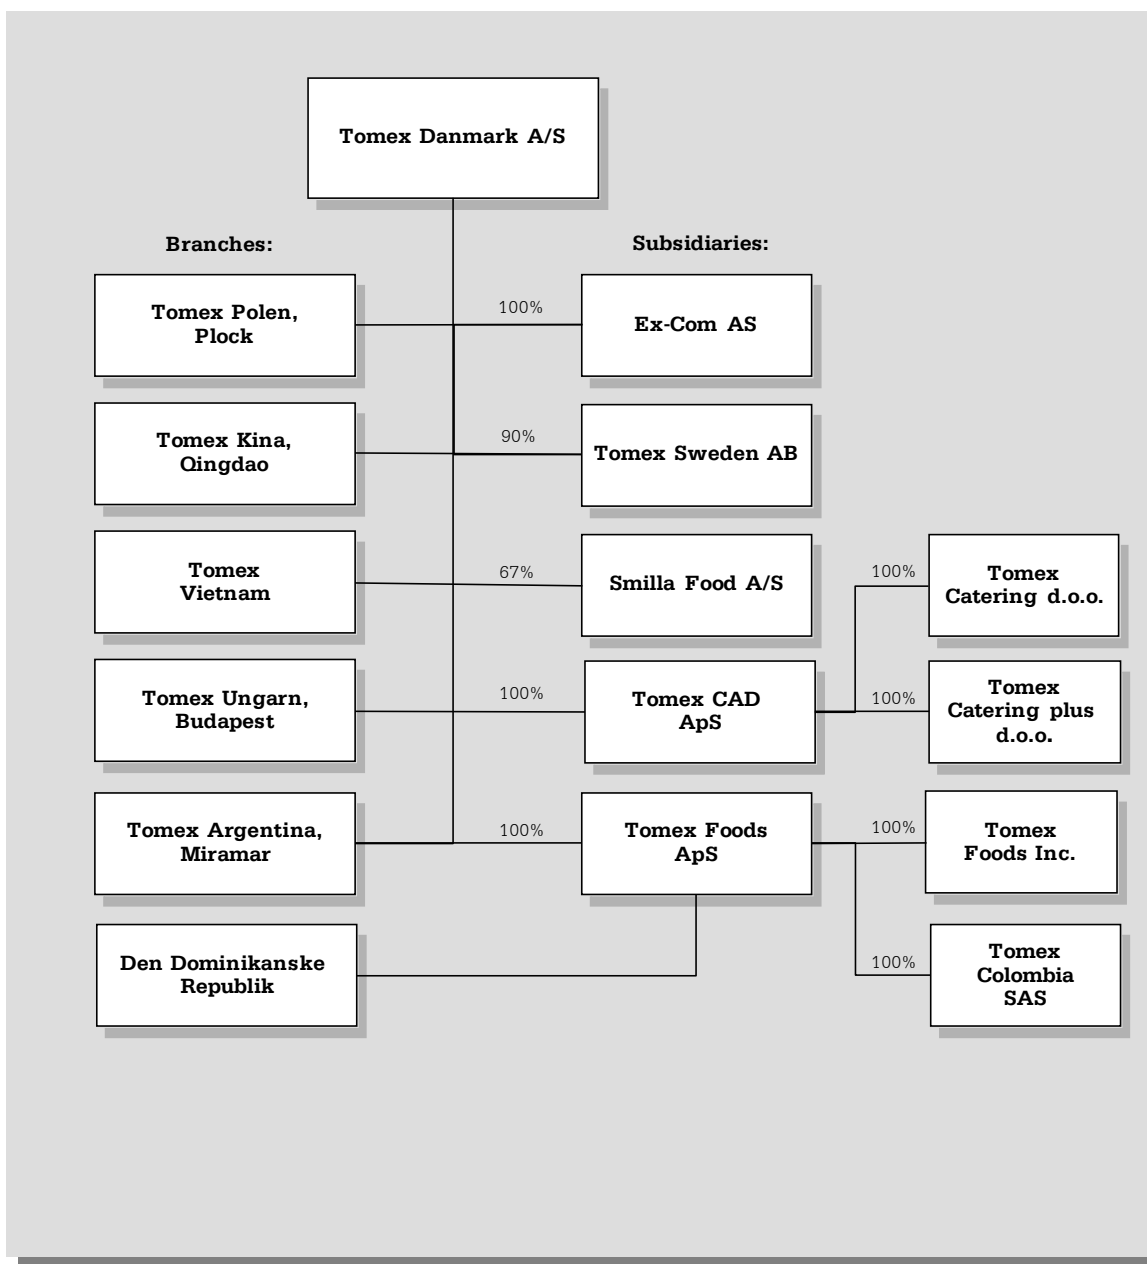 Tomex Danmark A/S
Branches:
Subsidiaries:
Tomex Polen,
Plock
100%
Ex-Com AS
Tomex Kina,
Qingdao
90%
Tomex Sweden AB
Tomex
Vietnam
67%
Smilla Food A/S
100%
Tomex
Catering d.o.o.
Tomex Ungarn,
Budapest
100%
Tomex CAD
ApS
100%
Tomex
Catering plus
d.o.o.
Tomex Argentina,
Miramar
100%
Tomex Foods
ApS
100%
Tomex
Foods Inc.
Den Dominikanske
Republik
100%
Tomex
Colombia
SAS